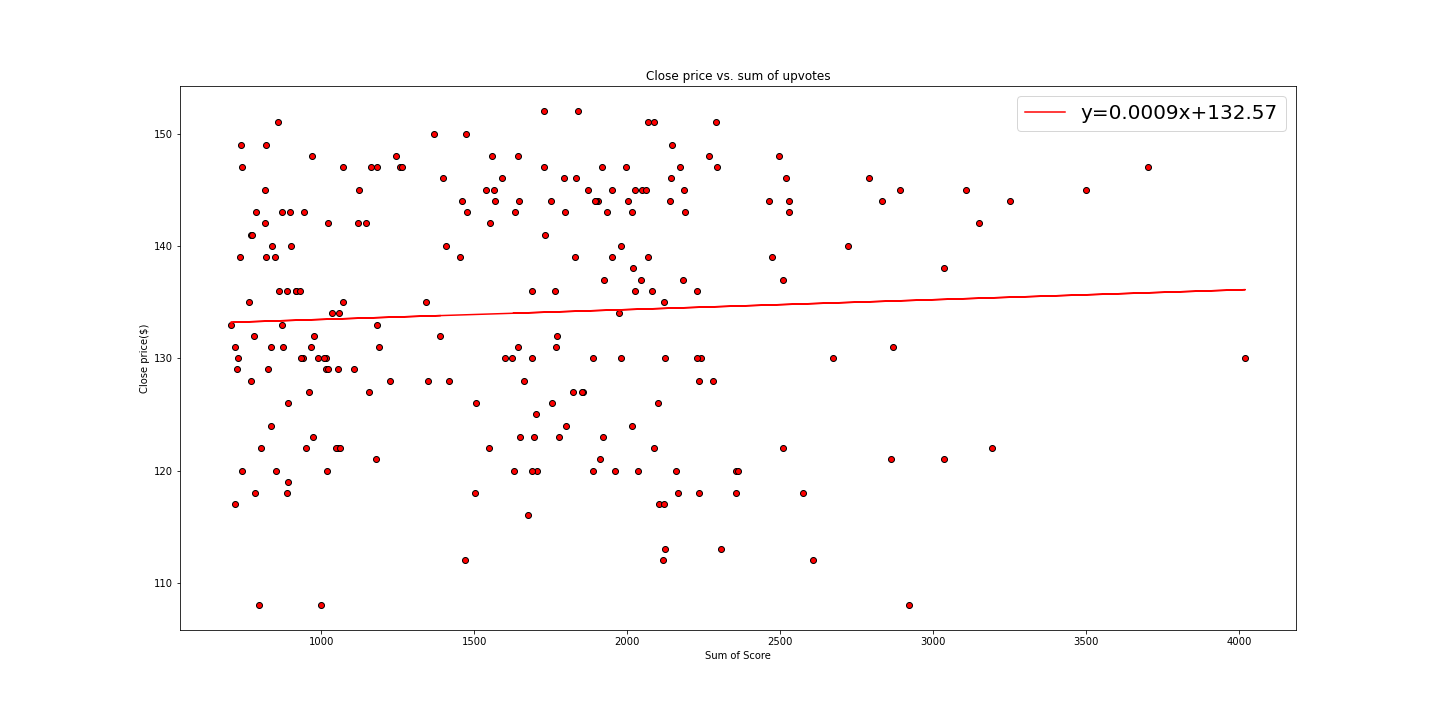 Close price vs. sum of upvotes
y=0.0009x+132.57
150
140
130
120
110
Close price($)
1000 1500 2000 2500 3000 3500 4000
Sum of Score